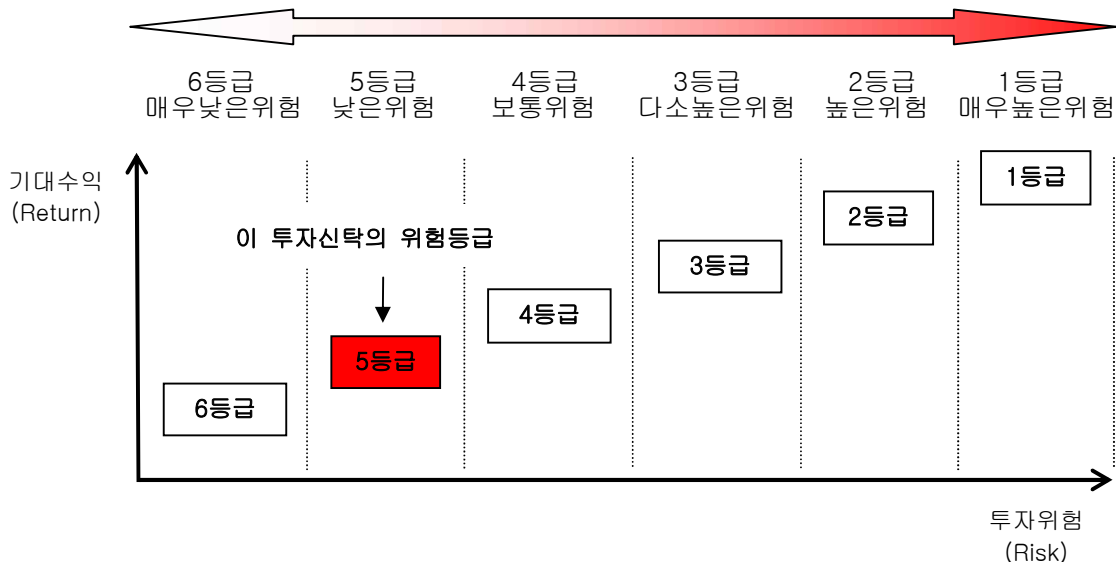 6등급 5등급 4등급 3등급 2등급 1등급
매우낮은위험 낮은위험 보통위험 다소높은위험 높은위험 매우높은위험
기대수익
(Return)
1등급
2등급
이 투자신탁의 위험등급
3등급
4등급
5등급
6등급
투자위험
(Risk)